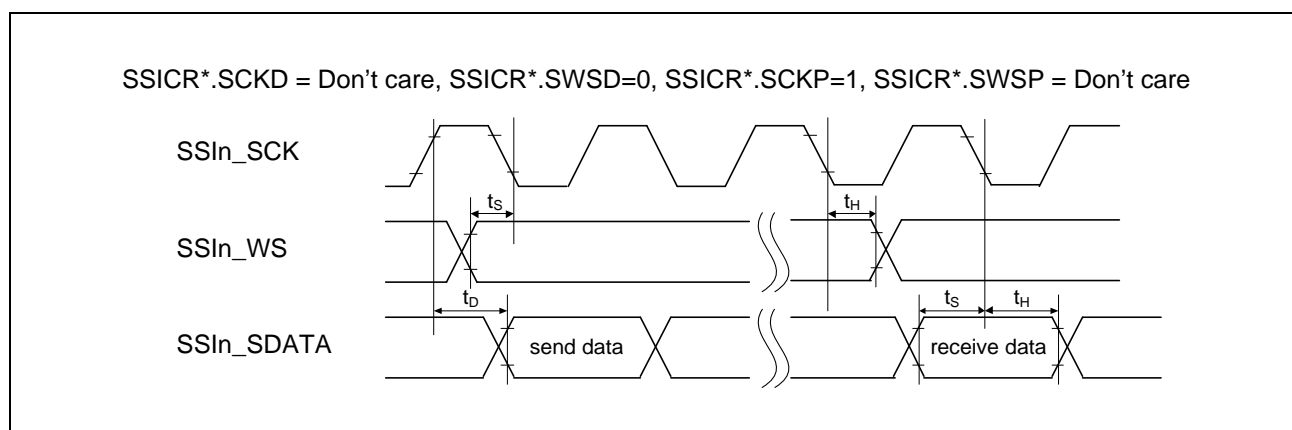 SSICR*.SCKD = Don't care, SSICR*.SWSD=0, SSICR*.SCKP=1, SSICR*.SWSP = Don't care
SSIn_SCK
tS
tH
SSIn_WS
tD
tS
tH
SSIn_SDATA
send data
receive data